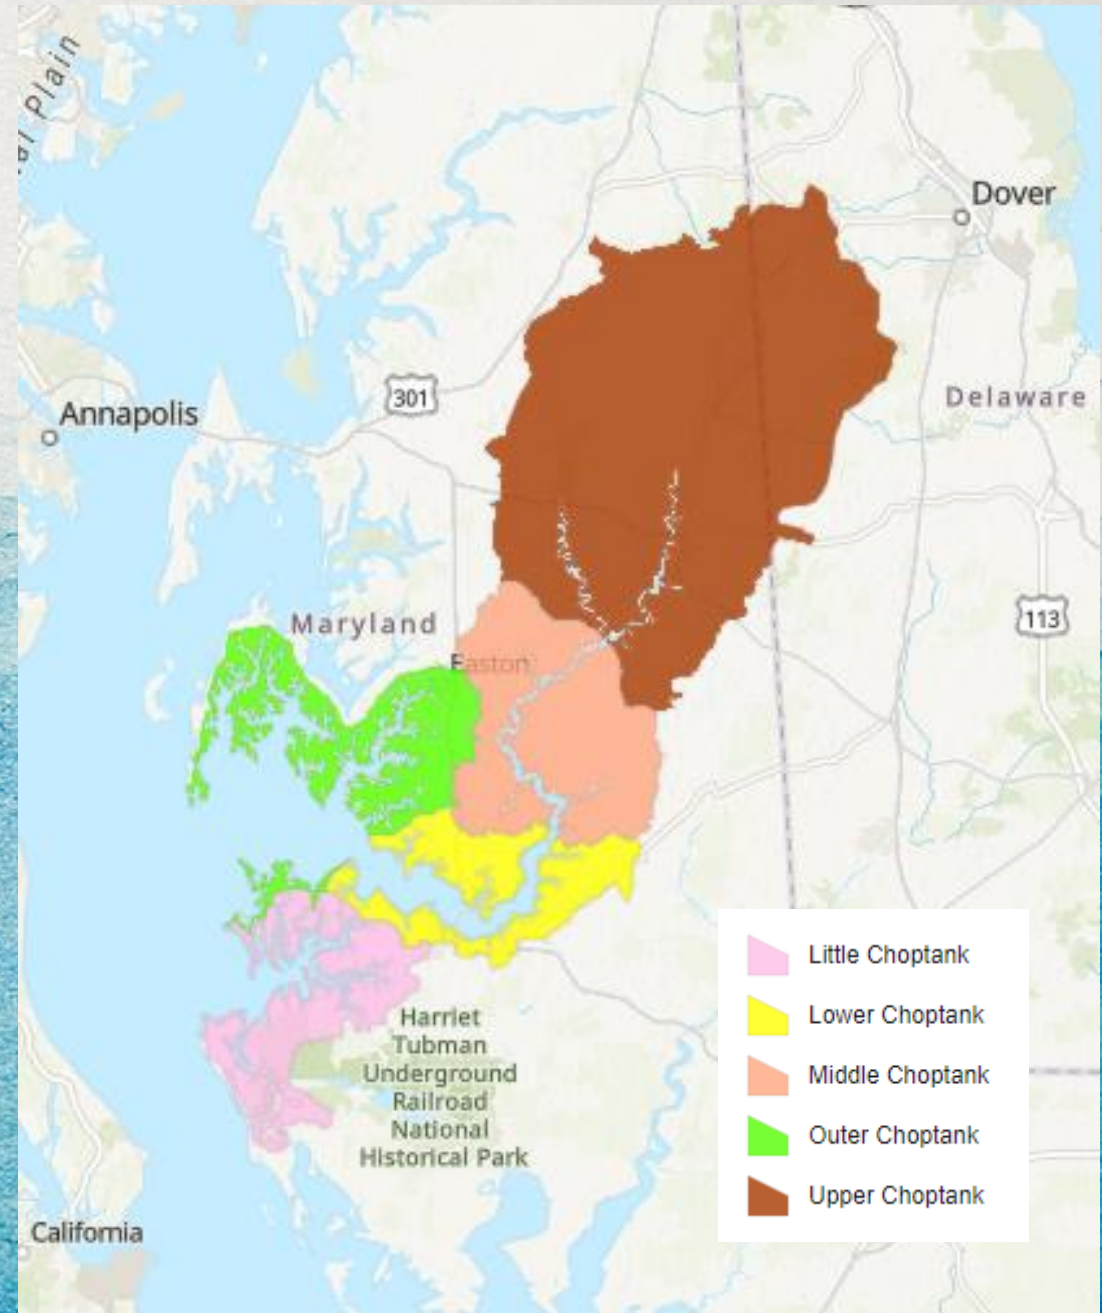 Dover
301
Delaware
Annapolis
113
Maryland
Easton
Little Choptank
Lower Choptank
Middle Choptank
Outer Choptank
Upper Choptank
Harriet
Tubman
Underground
Railroad
National
Historical Park
California
Plain